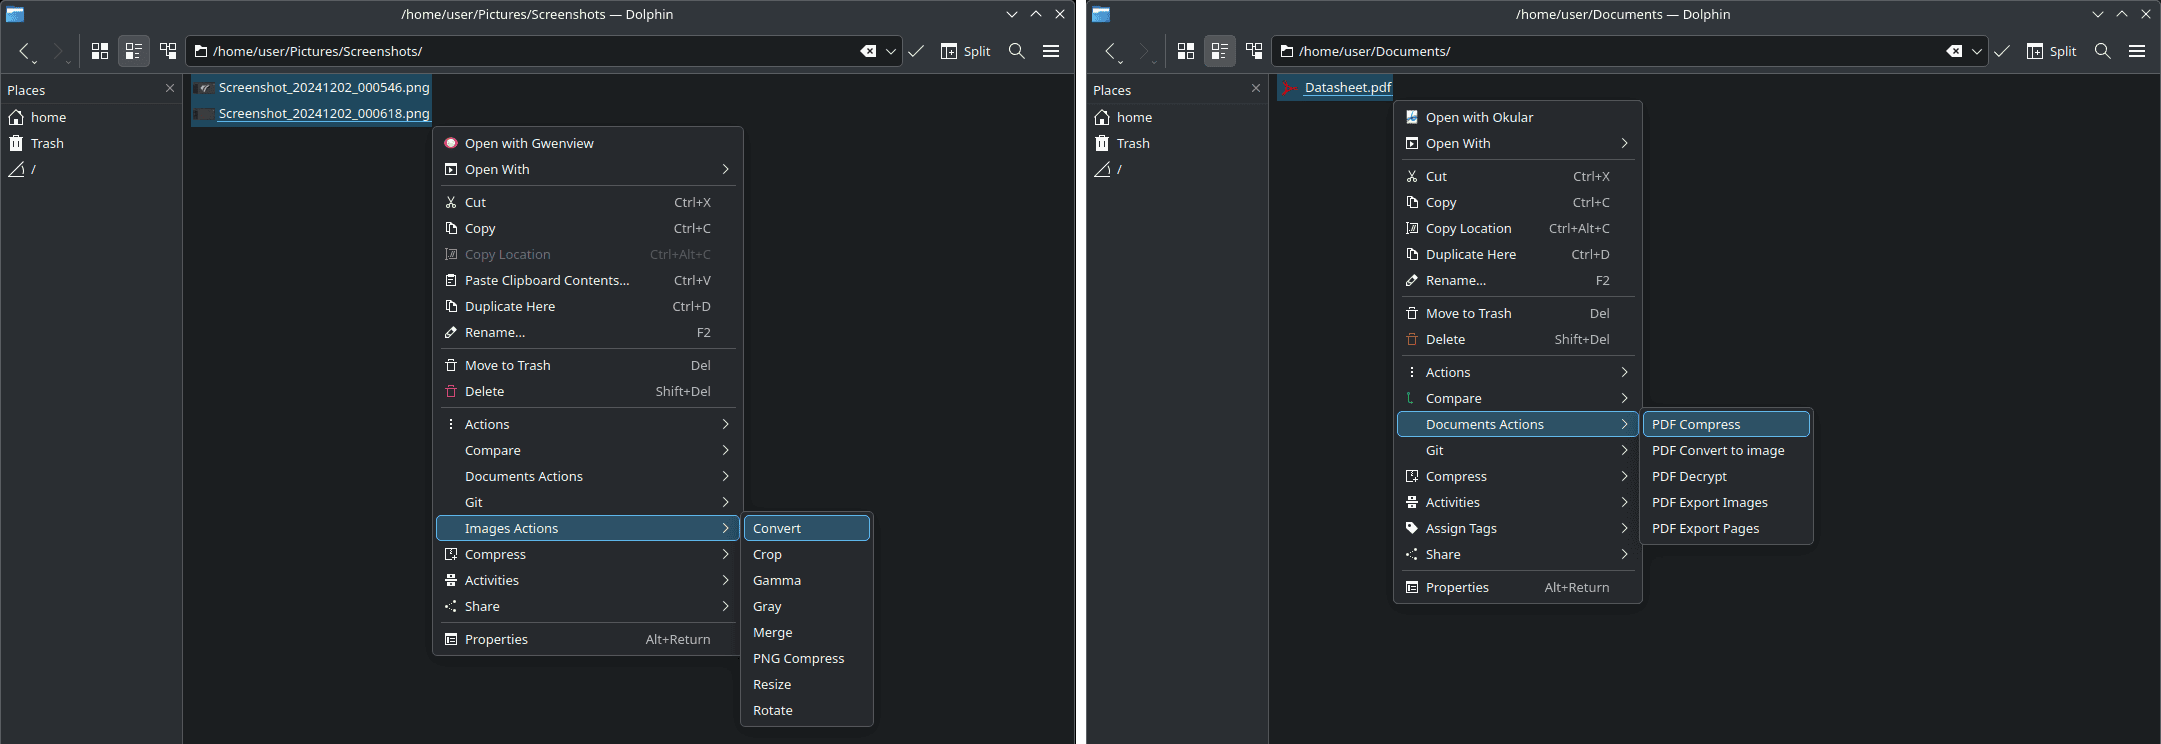 /home/user/Pictures/Screenshots — Dolphin
/home/user/Pictures/Screenshots/
Split
Places
home
Trash
/
Screenshot_20241202_000546.png
Screenshot_20241202_000618.png
Open with Gwenview
Open With
Cut Ctrl+X
Copy Ctrl+C
Copy Location Ctrl+Alt+C
Paste Clipboard Contents... Ctrl+V
Duplicate Here Ctrl+D
Rename... F2
Move to Trash Del
Delete Shift+Del
Actions
Compare
Documents Actions
Git
Images Actions
Compress
Activities
Share
Properties Alt+Return
Convert
Crop
Gamma
Gray
Merge
PNG Compress
Resize
Rotate
/home/user/Documents — Dolphin
/home/user/Documents/
Split
Places
home
Trash
/
Datasheet.pdf
Open with Okular
Open With
Cut Ctrl+X
Copy Ctrl+C
Copy Location Ctrl+Alt+C
Duplicate Here Ctrl+D
Rename... F2
Move to Trash Del
Delete Shift+Del
Actions
Compare
Documents Actions
Git
Compress
Activities
Assign Tags
Share
Properties Alt+Return
PDF Compress
PDF Convert to image
PDF Decrypt
PDF Export Images
PDF Export Pages